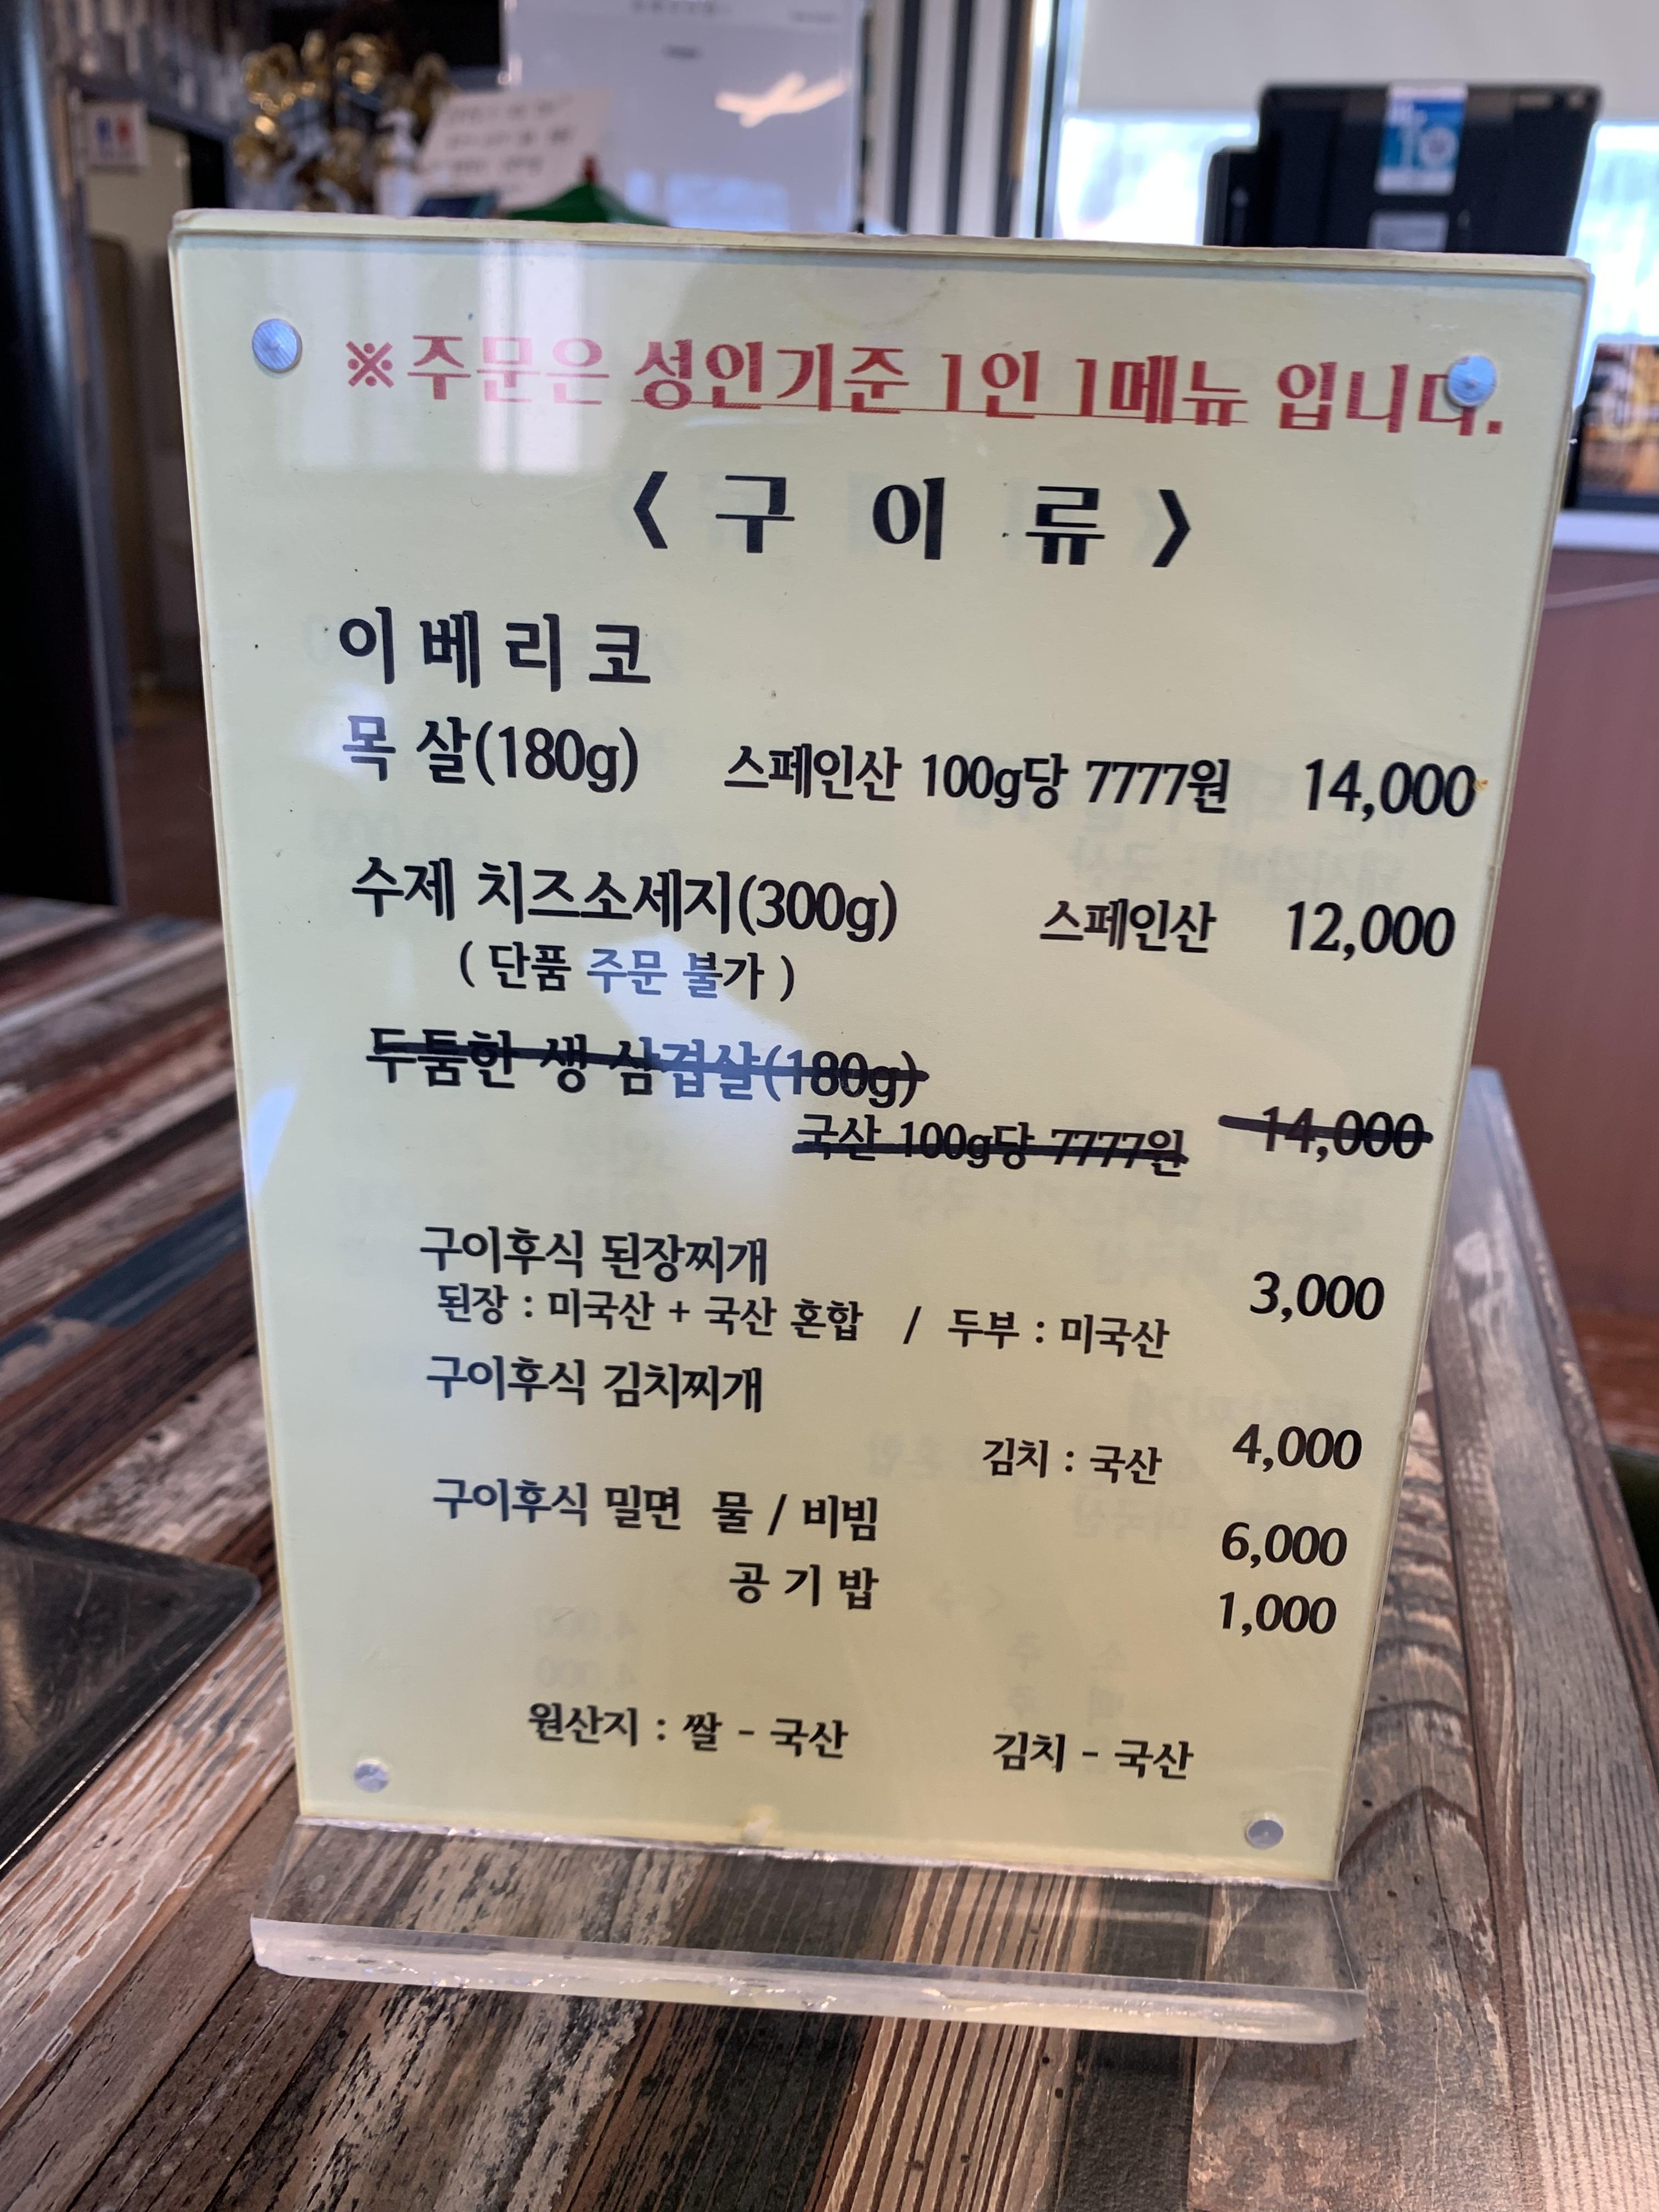 ※주문은 성인기준 1인 1메뉴 입니다.
〈 구 이 류 〉
이 베 리 코
목 살(180g) 스페인산 100g당 7777원 14,000
수제 치즈소세지(300g) 스페인산 12,000
( 단품 주문 불가 )
두툼한 생 삼겹살(180g)
국산 100g당 7777원 14,000
구이후식 된장찌개 3,000
된장 : 미국산 + 국산 혼합 / 두부 : 미국산
구이후식 김치찌개
김치 : 국산 4,000
구이후식 밀면 물 / 비빔 6,000
공 기 밥 1,000
원산지 : 쌀 - 국산 김치 - 국산